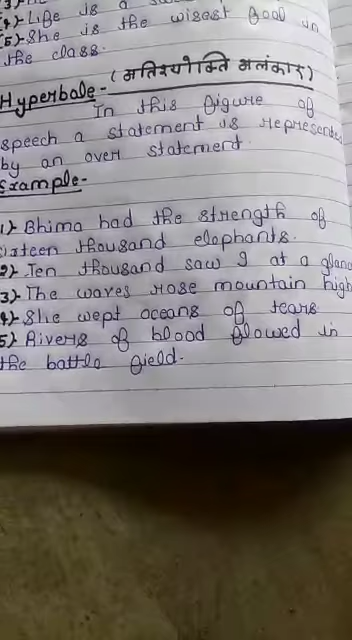 (4) Life is a
(5) She is the wisest fool in
the class.
Hyperbole - (अतिश्योक्ति अलंकार)
In this figure of
speech a statement is represented
by an over statement.
Example-
1) Bhima had the strength of
sixteen thousand elephants.
2) Ten thousand saw I at a glance
3) The waves rose mountain high
4) She wept oceans of tears
5) Rivers of blood flowed in
the battle field.